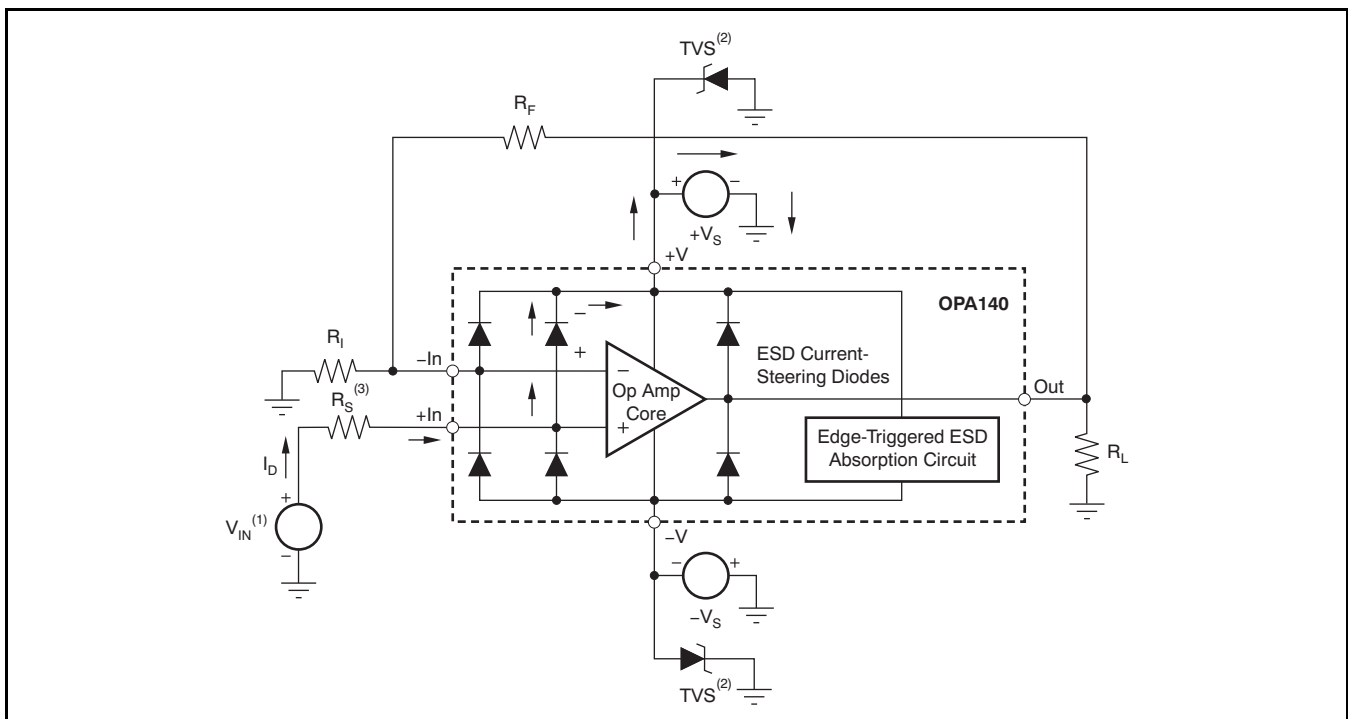 TVS(2)
RF
+ −
+VS
+V
OPA140
−
+
RI
−In
ESD Current-
Steering Diodes
−
Op Amp
Core
Out
RS(3)
+In
+
Edge-Triggered ESD
Absorption Circuit
RL
ID
+
VIN(1)
−
−V
− +
−VS
TVS(2)